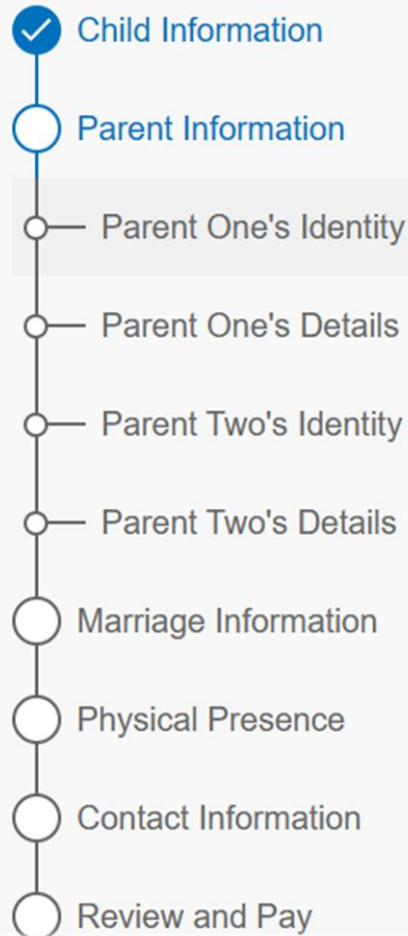 Child Information
Parent Information
Parent One's Identity
Parent One's Details
Parent Two's Identity
Parent Two's Details
Marriage Information
Physical Presence
Contact Information
Review and Pay